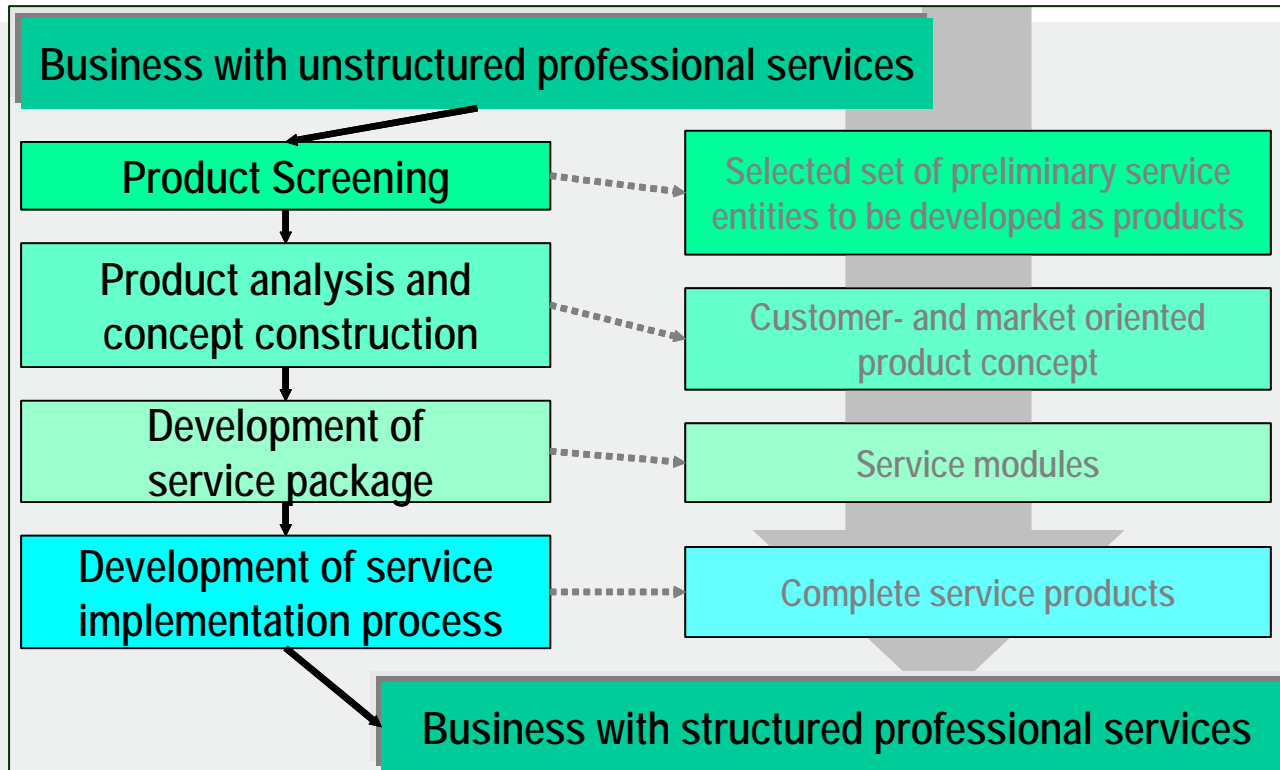 Business with unstructured professional services
Product Screening
Selected set of preliminary service
entities to be developed as products
Product analysis and
concept construction
Customer- and market oriented
product concept
Development of
service package
Service modules
Development of service
implementation process
Complete service products
Business with structured professional services